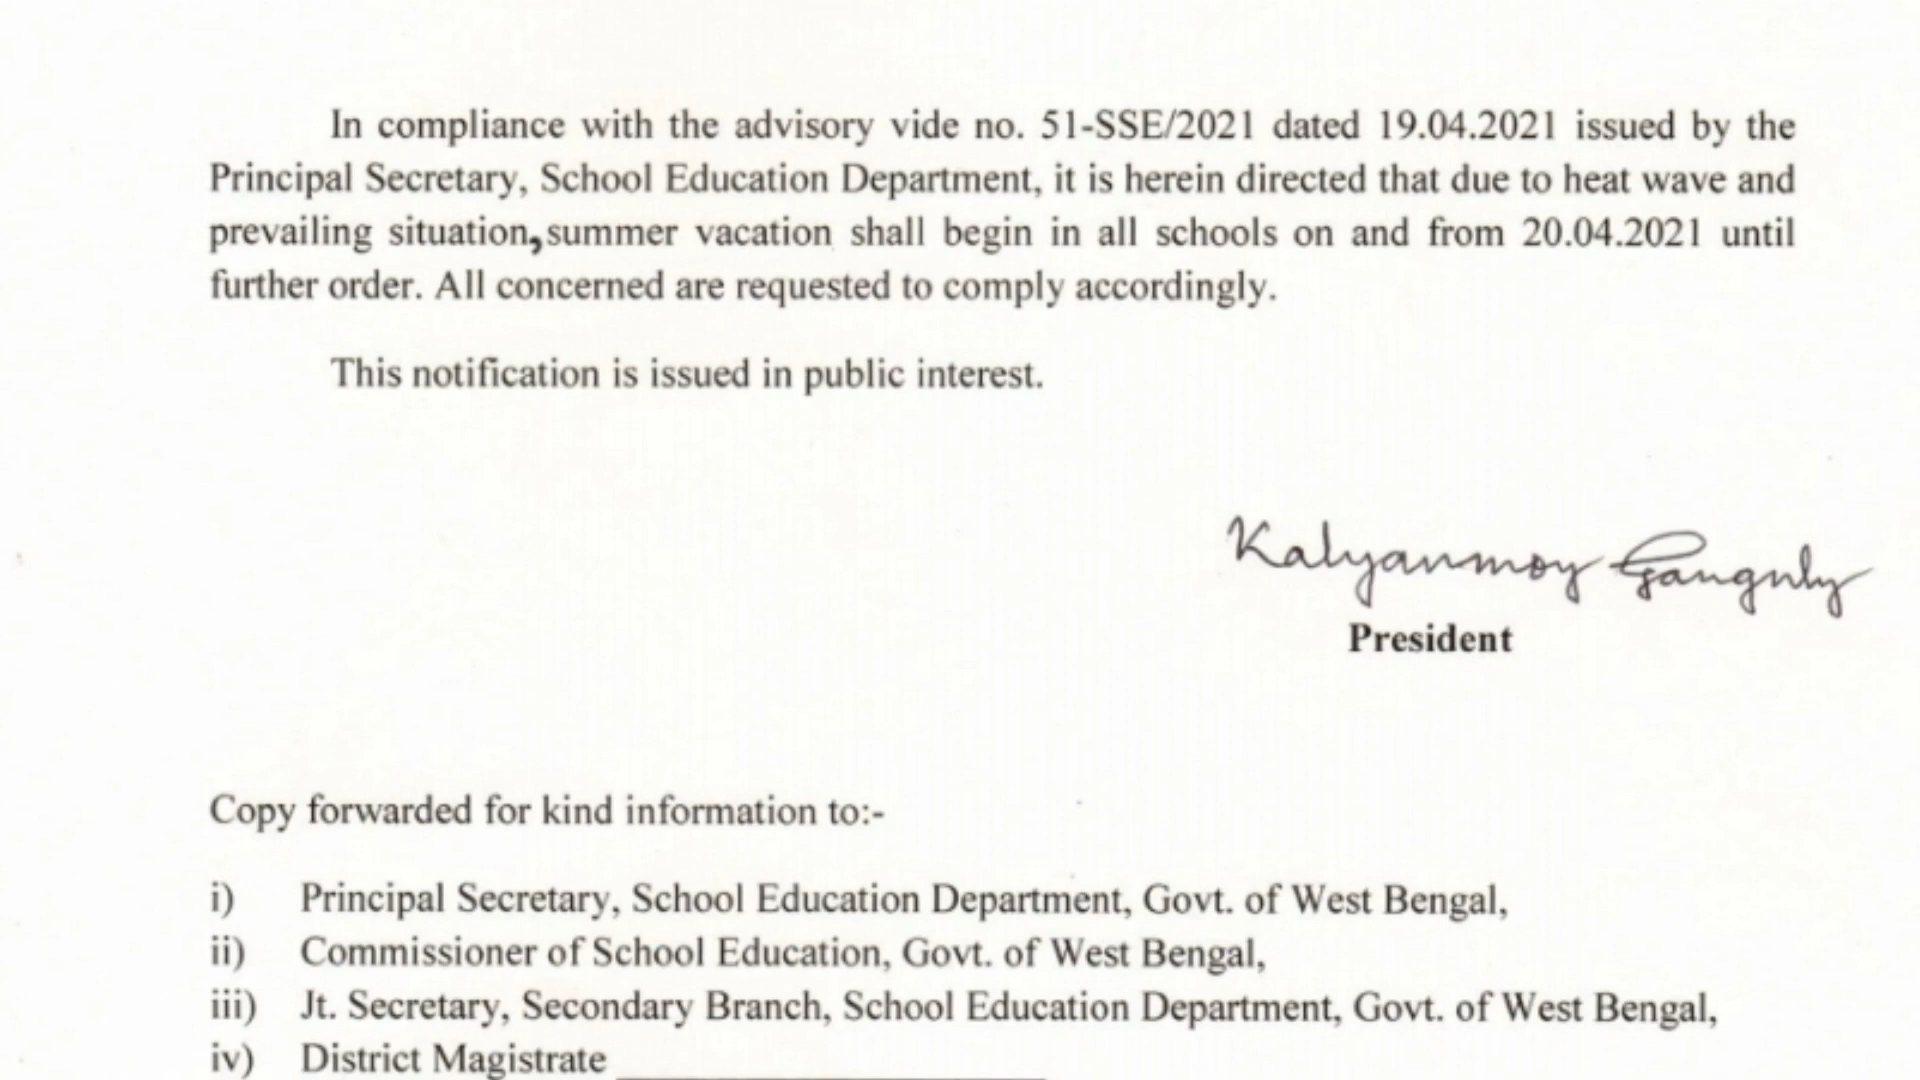 In compliance with the advisory vide no. 51-SSE/2021 dated 19.04.2021 issued by the
Principal Secretary, School Education Department, it is herein directed that due to heat wave and
prevailing situation, summer vacation shall begin in all schools on and from 20.04.2021 until
further order. All concerned are requested to comply accordingly.
This notification is issued in public interest.
Kalyanmoy Ganguly
President
Copy forwarded for kind information to:-
i) Principal Secretary, School Education Department, Govt. of West Bengal,
ii) Commissioner of School Education, Govt. of West Bengal,
iii) Jt. Secretary, Secondary Branch, School Education Department, Govt. of West Bengal,
iv) District Magistrate